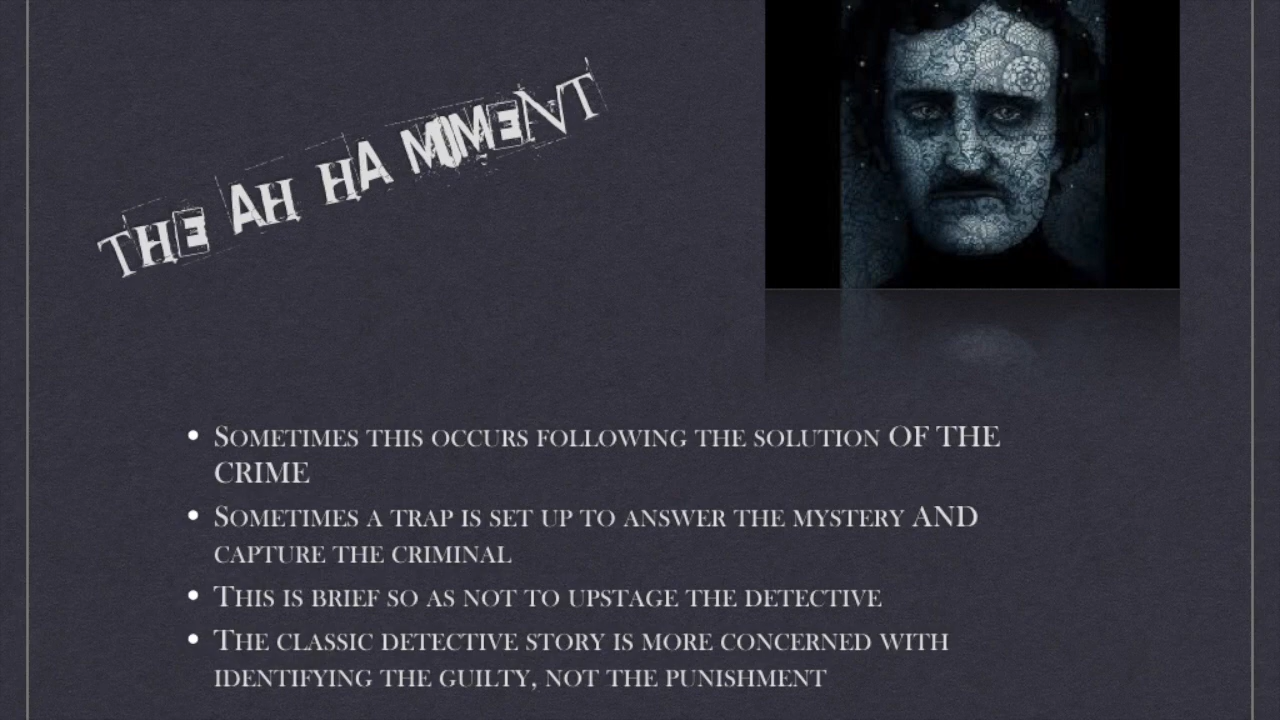 THE AH HA MOMENT
• SOMETIMES THIS OCCURS FOLLOWING THE SOLUTION OF THE
CRIME
• SOMETIMES A TRAP IS SET UP TO ANSWER THE MYSTERY AND
CAPTURE THE CRIMINAL
• THIS IS BRIEF SO AS NOT TO UPSTAGE THE DETECTIVE
• THE CLASSIC DETECTIVE STORY IS MORE CONCERNED WITH
IDENTIFYING THE GUILTY, NOT THE PUNISHMENT